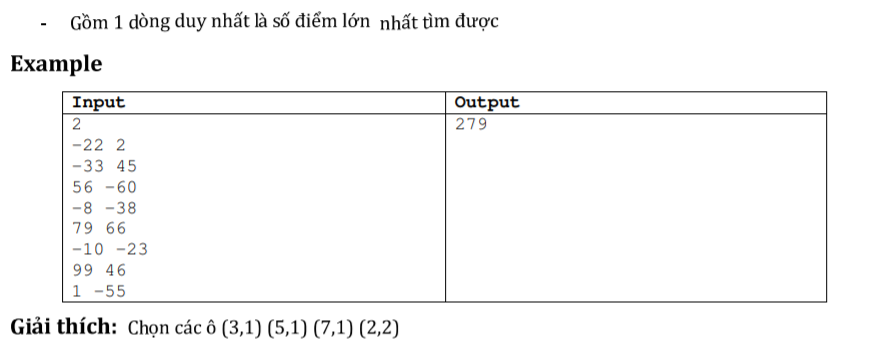 - Gồm 1 dòng duy nhất là số điểm lớn nhất tìm được
Example
Input Output
2 279
-22 2
-33 45
56 -60
-8 -38
79 66
-10 -23
99 46
1 -55
Giải thích: Chọn các ô (3,1) (5,1) (7,1) (2,2)